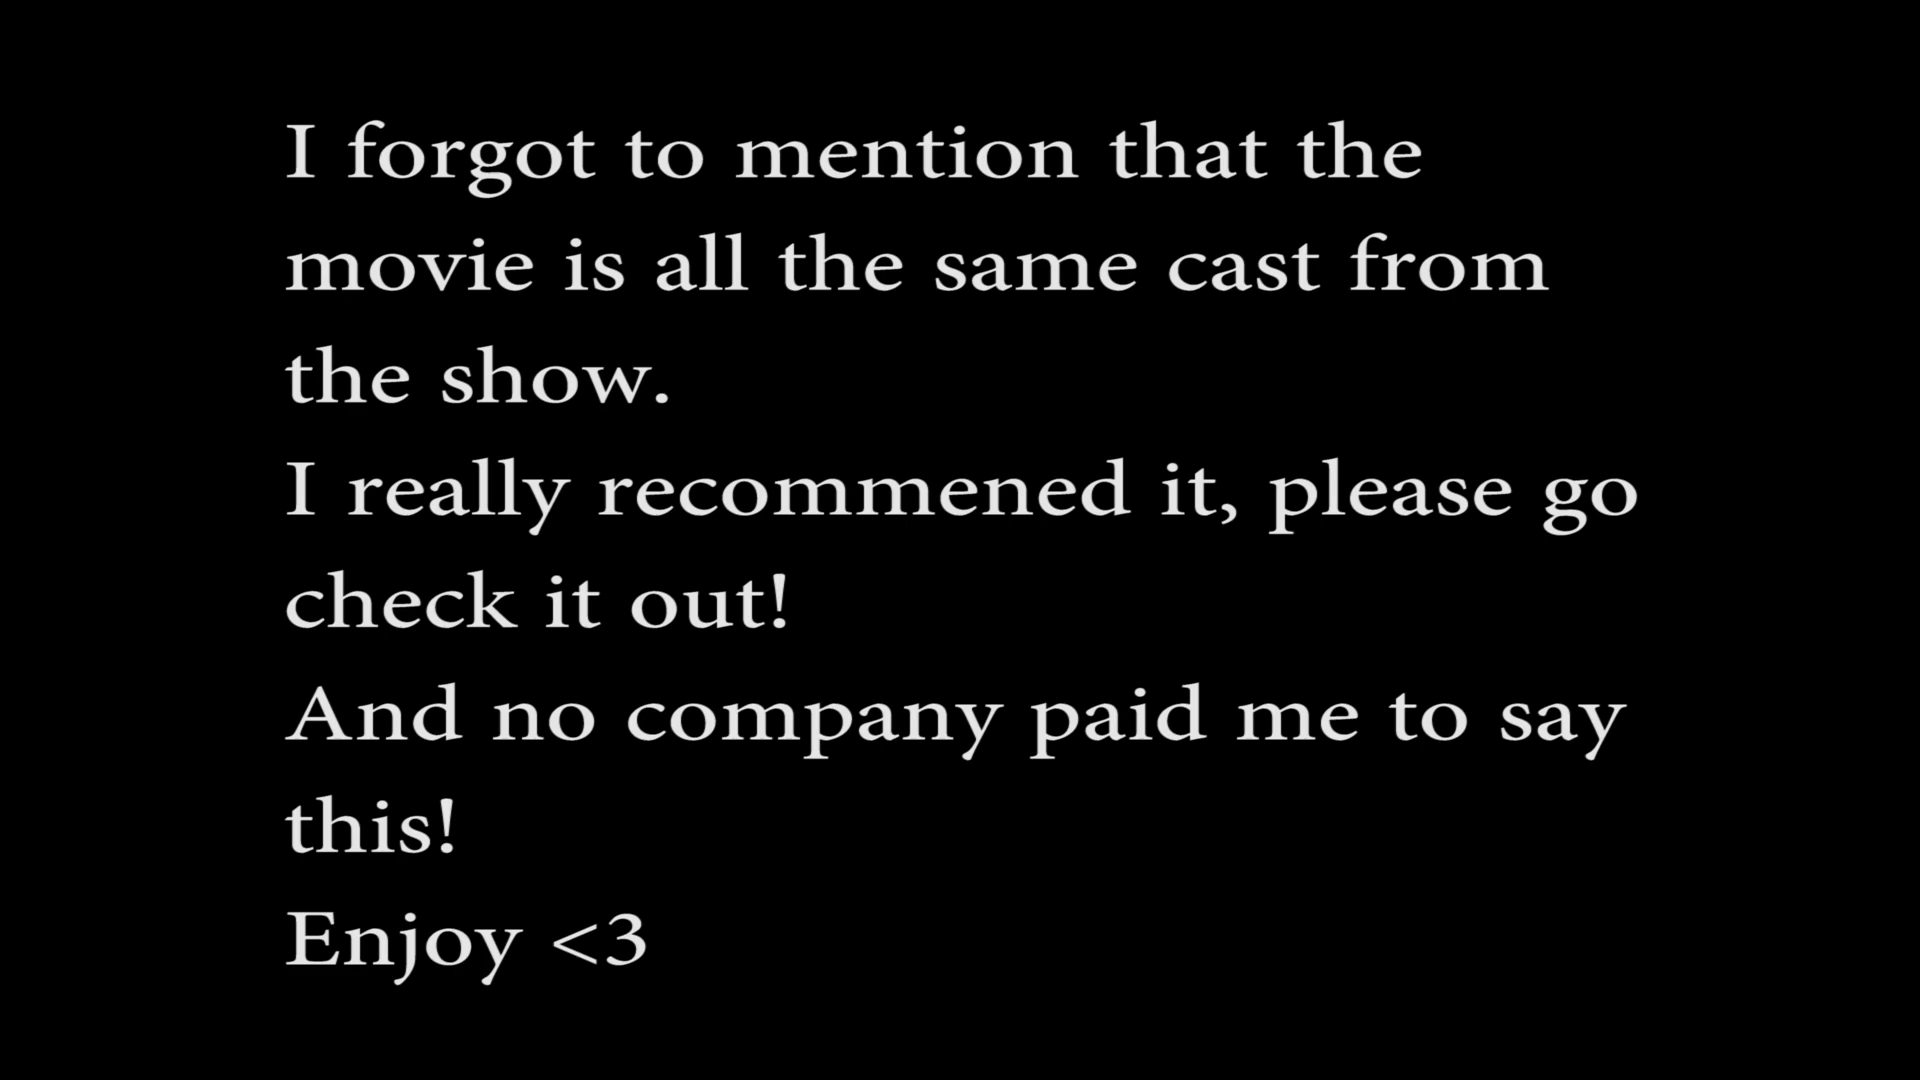 I forgot to mention that the
movie is all the same cast from
the show.
I really recommened it, please go
check it out!
And no company paid me to say
this!
Enjoy <3